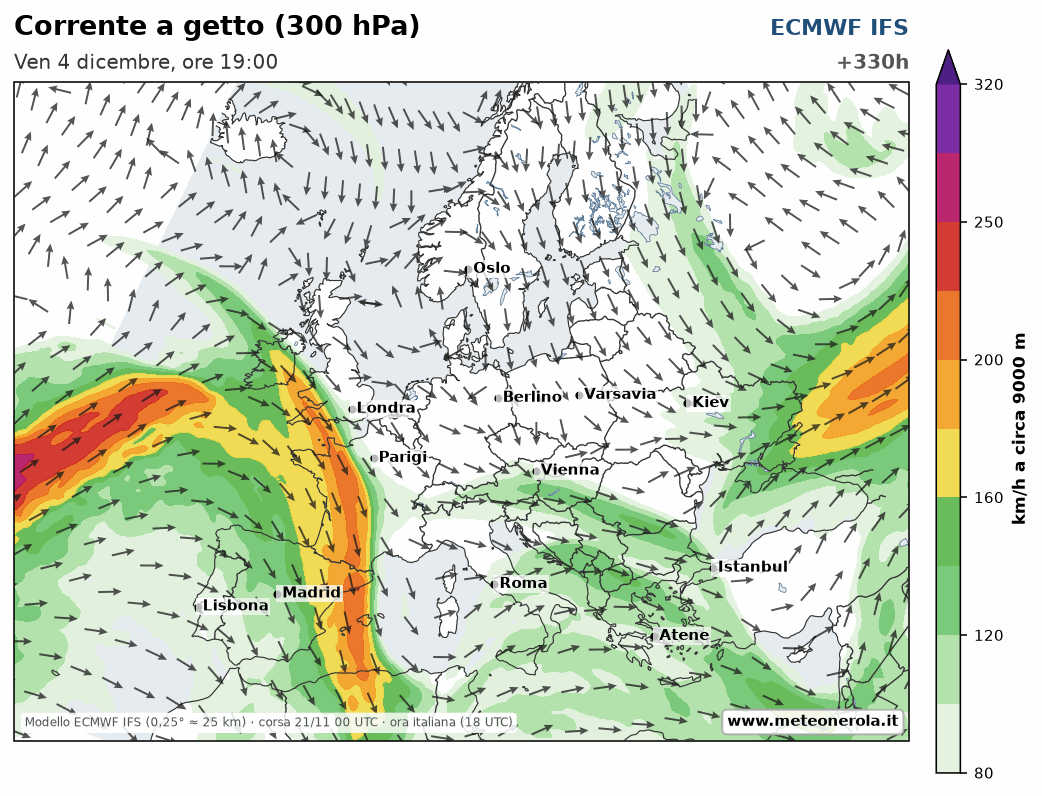 Corrente a getto (300 hPa)
ECMWF IFS
Ven 4 dicembre, ore 19:00
+330h
320
250
200
160
120
80
km/h a circa 9000 m
Oslo
Londra
Berlino
Varsavia
Kiev
Parigi
Vienna
Istanbul
Roma
Madrid
Lisbona
Atene
Modello ECMWF IFS (0,25° ≈ 25 km) · corsa 21/11 00 UTC · ora italiana (18 UTC)
www.meteonerola.it